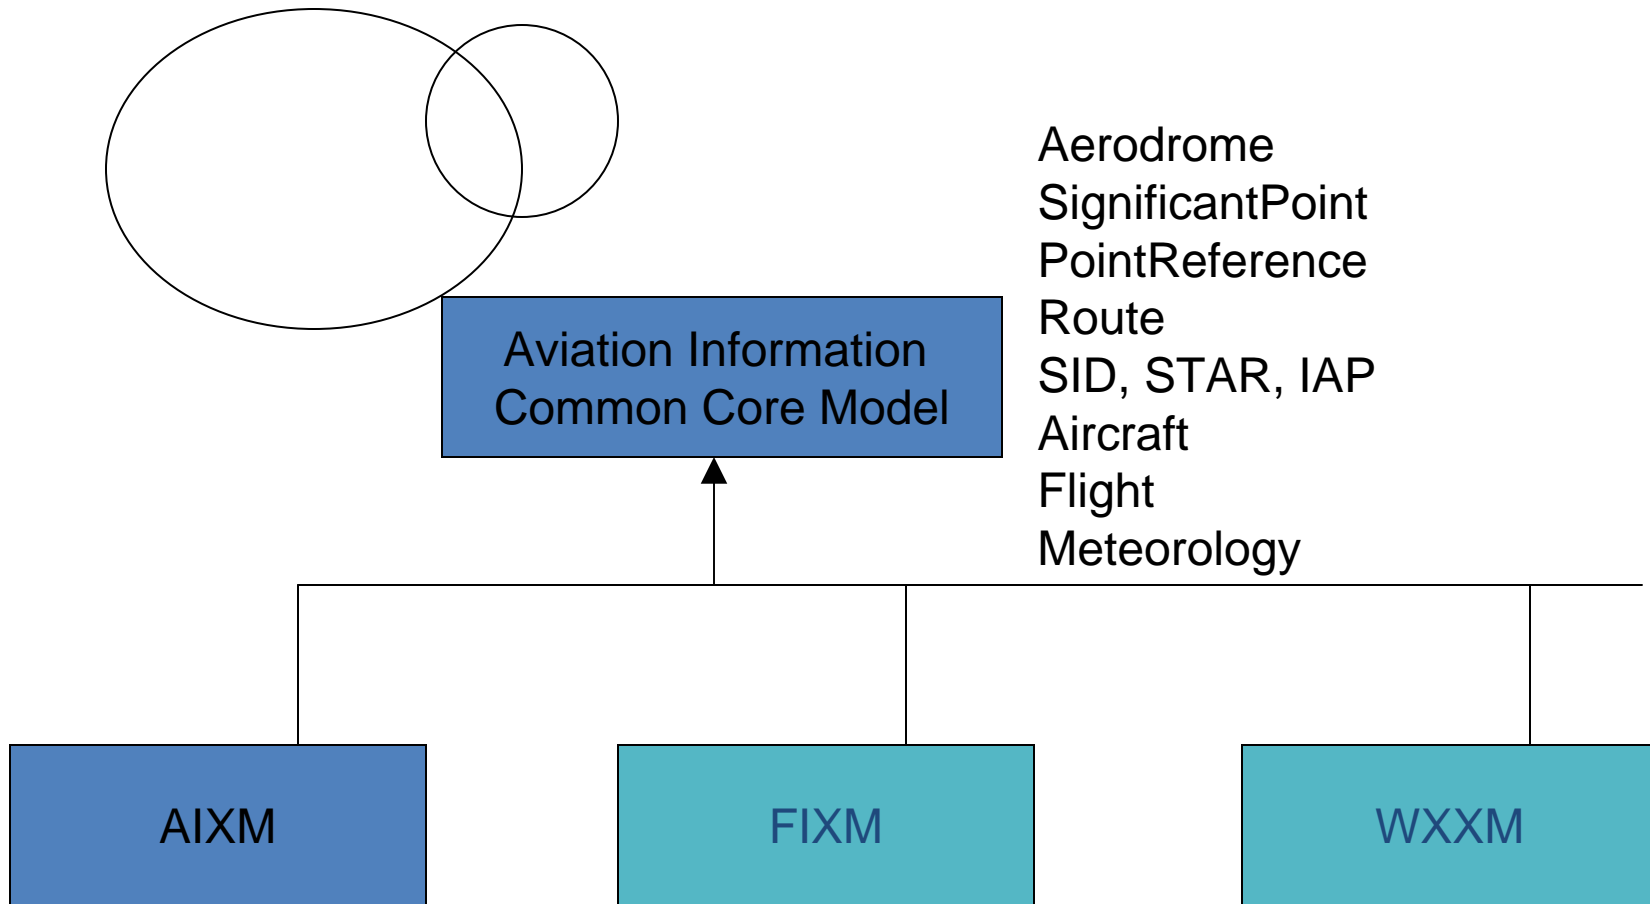 Aerodrome
SignificantPoint
PointReference
Route
SID, STAR, IAP
Aircraft
Flight
Meteorology
Aviation Information
Common Core Model
AIXM
FIXM
WXXM